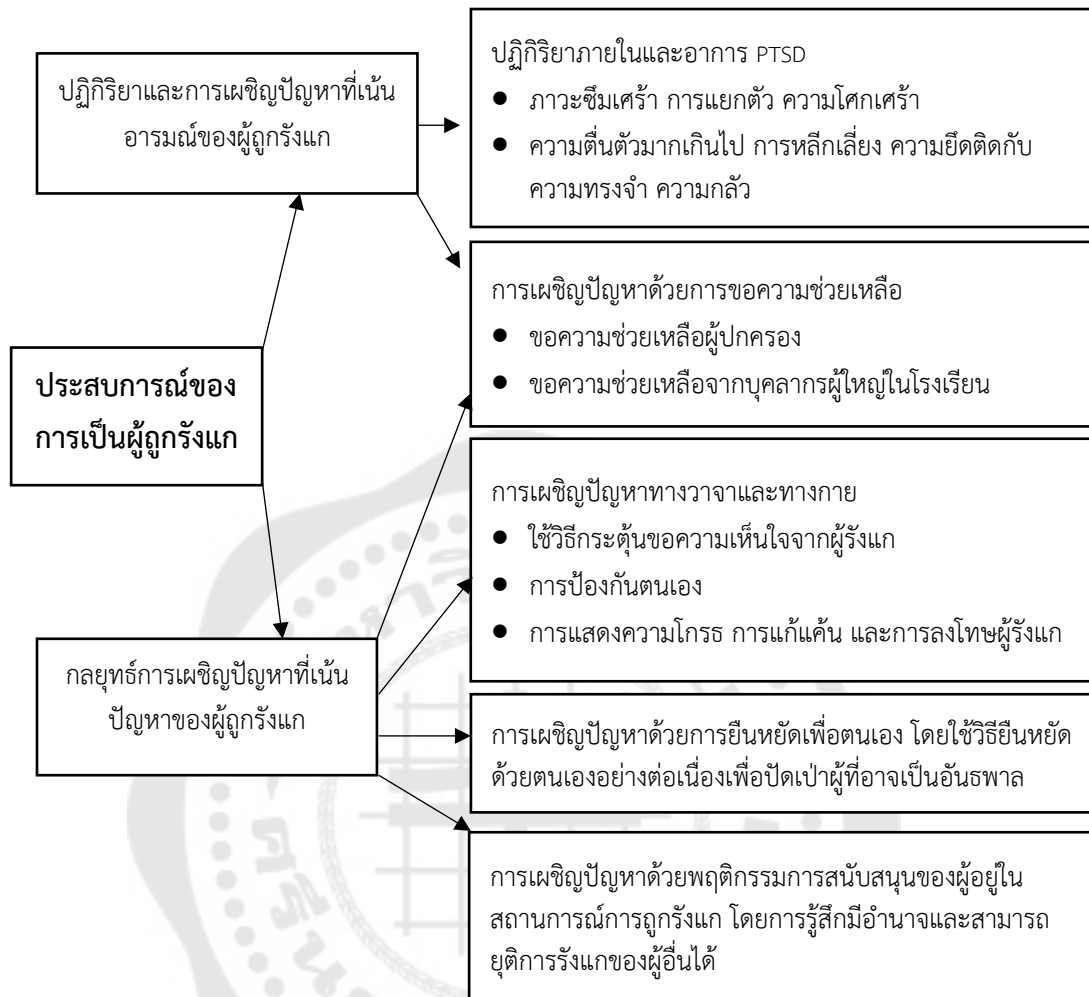 ปฏิกิริยาและการเผชิญปัญหาที่เน้น
อารมณ์ของผู้ถูกรังแก
ปฏิกิริยาภายในและอาการ PTSD
● ภาวะซึมเศร้า การแยกตัว ความโศกเศร้า
● ความตื่นตัวมากเกินไป การหลีกเลี่ยง ความยึดติดกับ
ความทรงจำ ความกลัว
การเผชิญปัญหาด้วยการขอความช่วยเหลือ
● ขอความช่วยเหลือผู้ปกครอง
● ขอความช่วยเหลือจากบุคลากรผู้ใหญ่ในโรงเรียน
ประสบการณ์ของ
การเป็นผู้ถูกรังแก
การเผชิญปัญหาทางวาจาและทางกาย
● ใช้วิธีกระตุ้นขอความเห็นใจจากผู้รังแก
● การป้องกันตนเอง
● การแสดงความโกรธ การแก้แค้น และการลงโทษผู้รังแก
กลยุทธ์การเผชิญปัญหาที่เน้น
ปัญหาของผู้ถูกรังแก
การเผชิญปัญหาด้วยการยืนหยัดเพื่อตนเอง โดยใช้วิธียืนหยัด
ด้วยตนเองอย่างต่อเนื่องเพื่อปัดเป่าผู้ที่อาจเป็นอันธพาล
การเผชิญปัญหาด้วยพฤติกรรมการสนับสนุนของผู้อยู่ใน
สถานการณ์การถูกรังแก โดยการรู้สึกมีอำนาจและสามารถ
ยุติการรังแกของผู้อื่นได้